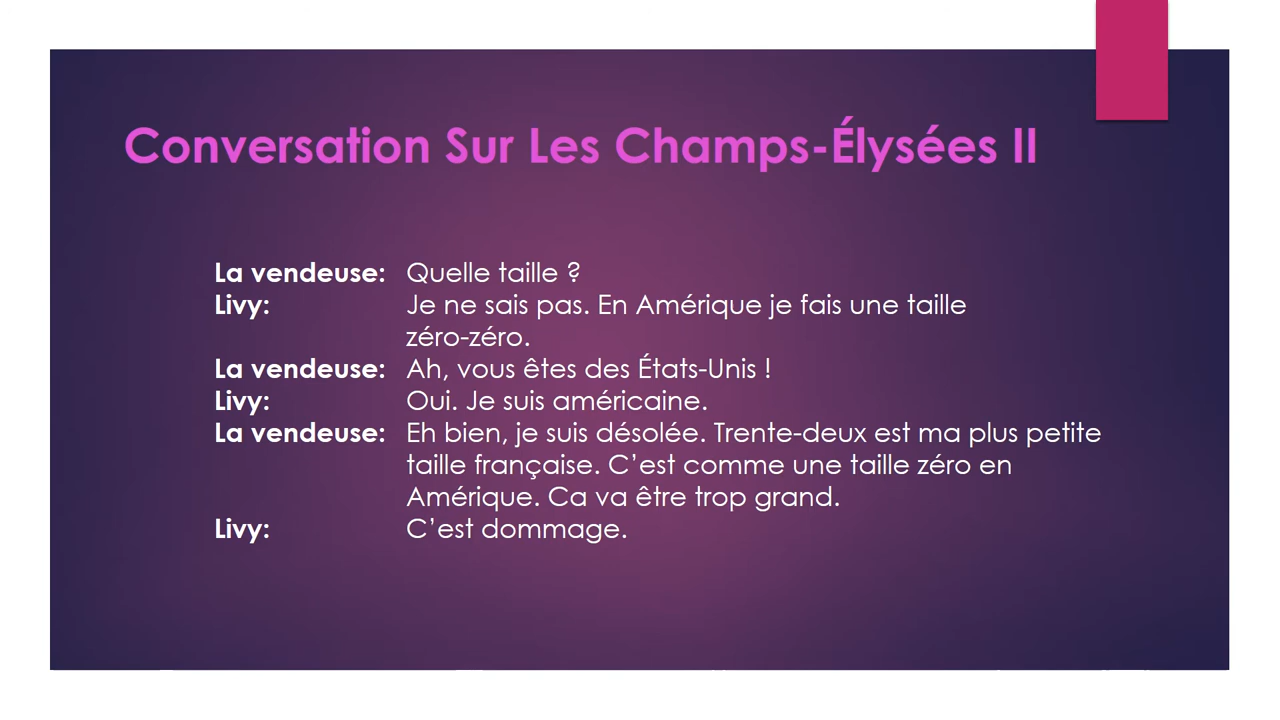 Conversation Sur Les Champs-Élysées II
La vendeuse: Quelle taille ?
Livy: Je ne sais pas. En Amérique je fais une taille
zéro-zéro.
La vendeuse: Ah, vous êtes des États-Unis !
Livy: Oui. Je suis américaine.
La vendeuse: Eh bien, je suis désolée. Trente-deux est ma plus petite
taille française. C’est comme une taille zéro en
Amérique. Ca va être trop grand.
Livy: C’est dommage.